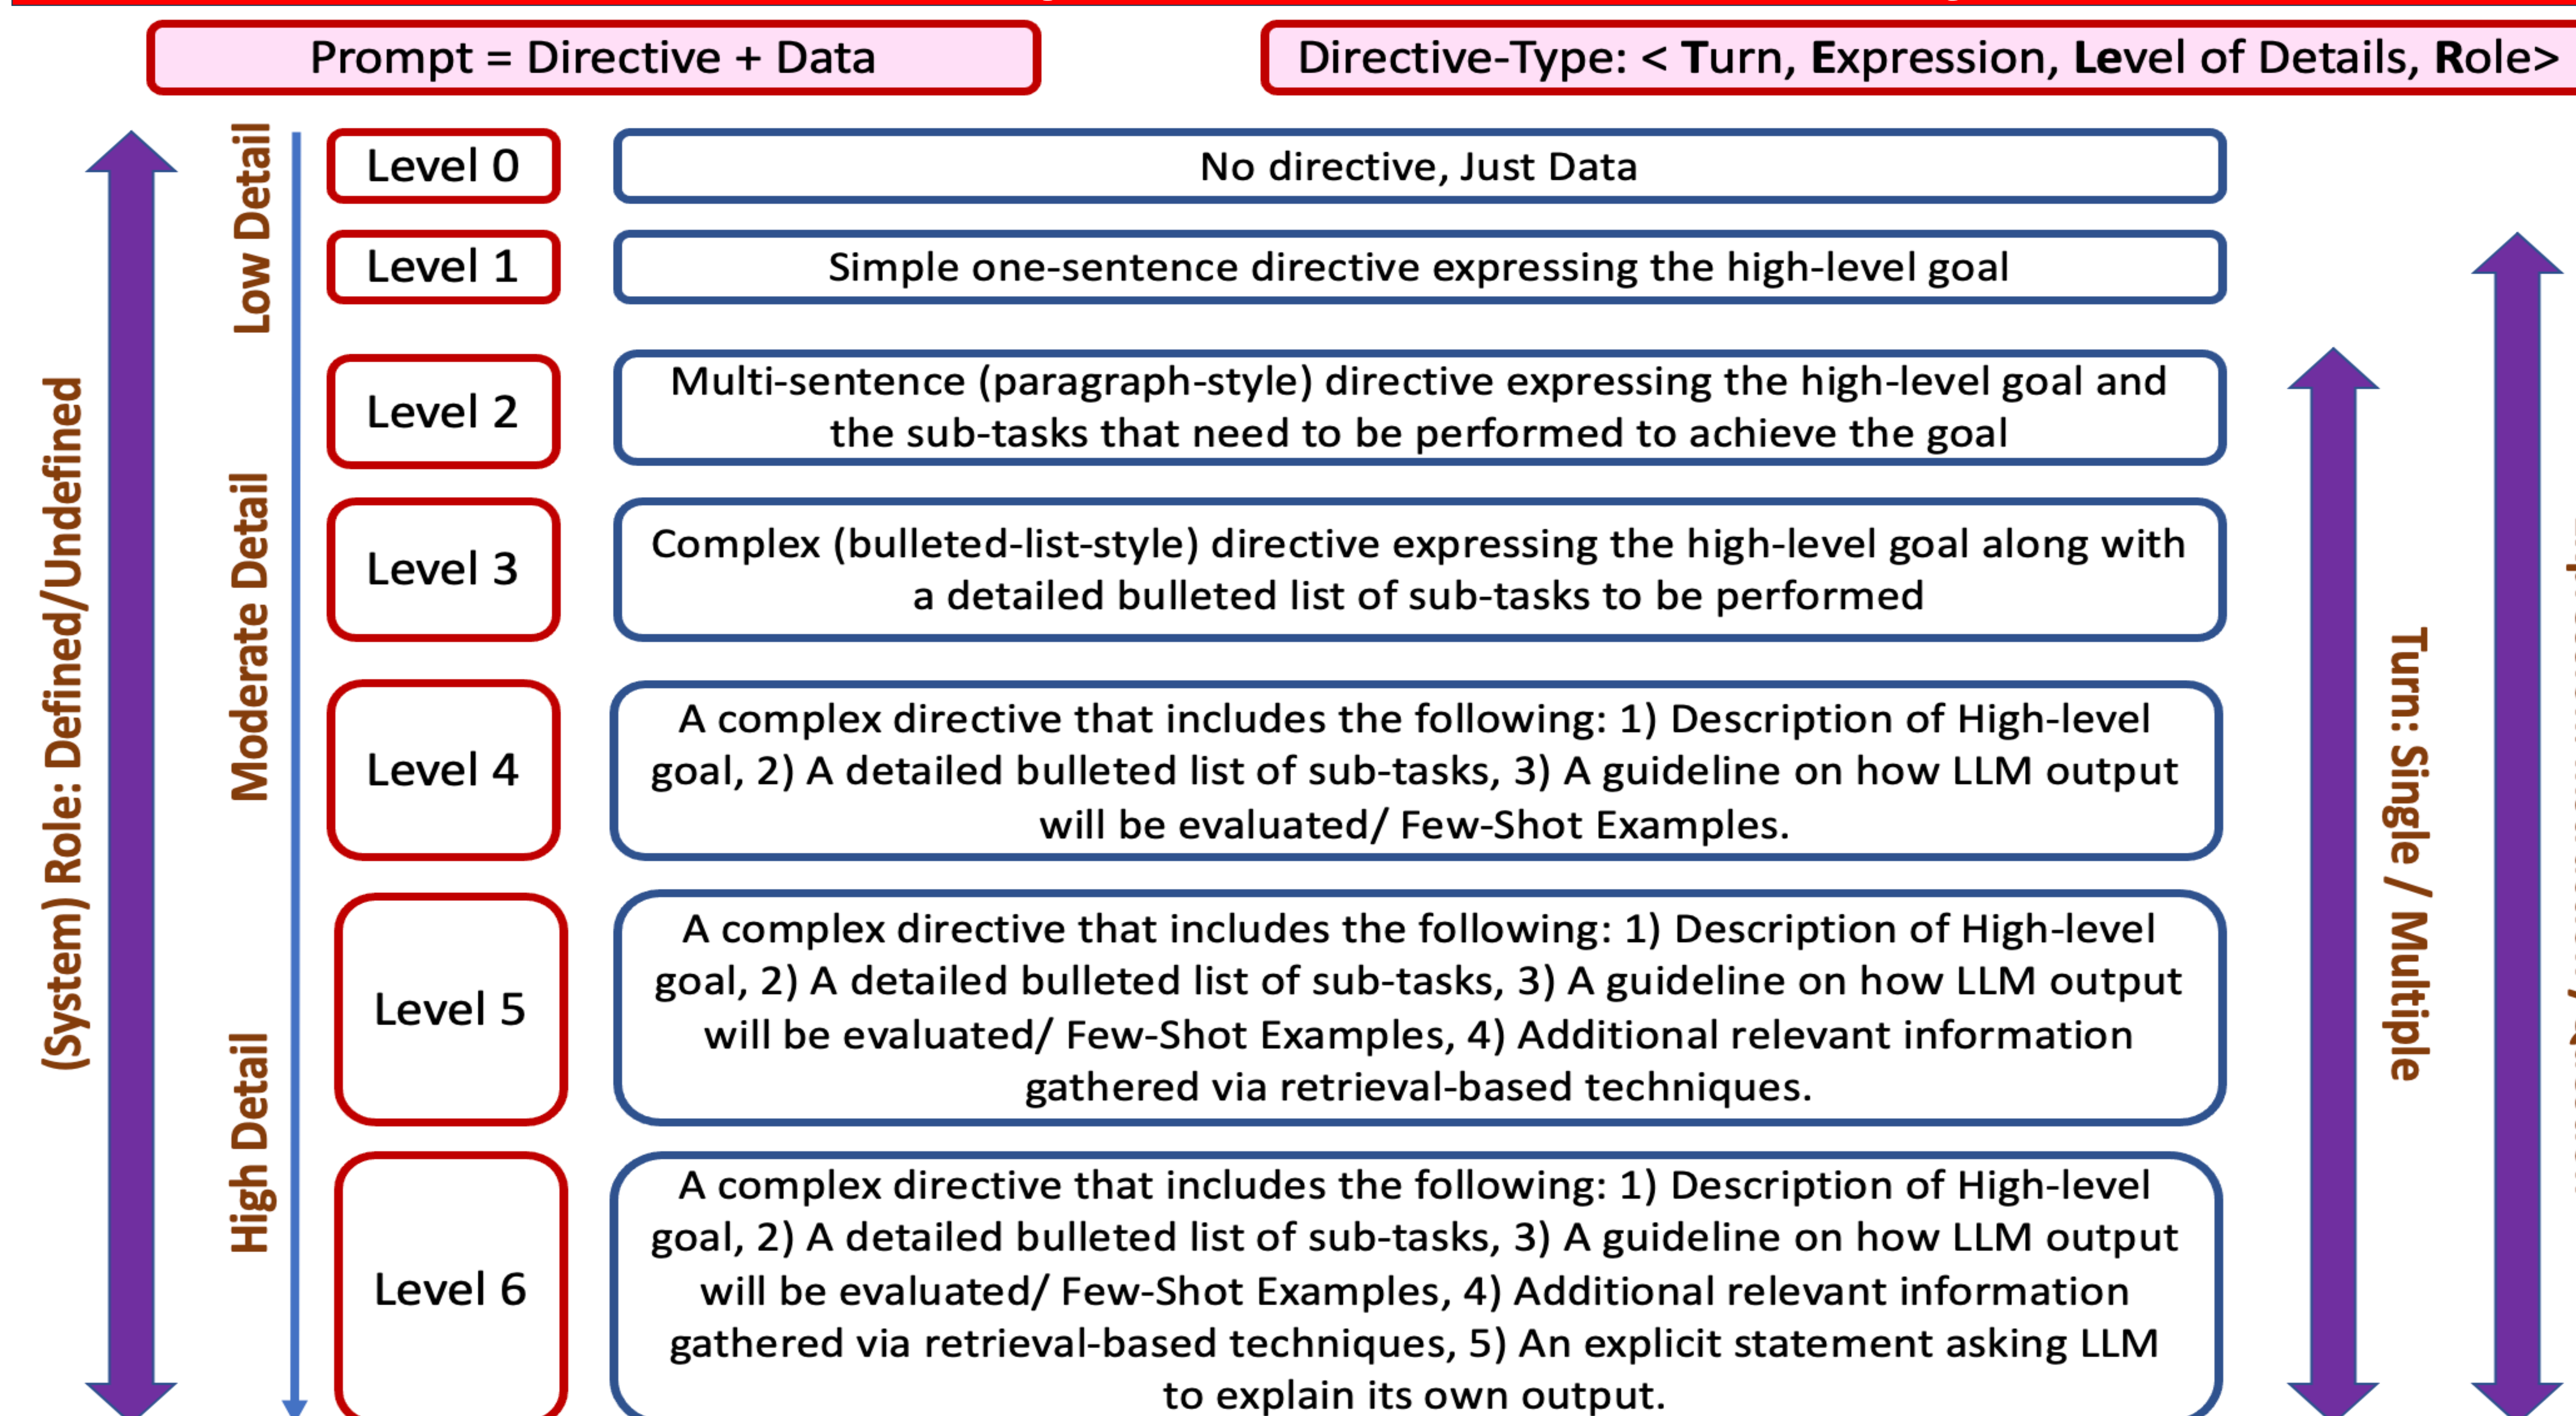 Prompt = Directive + Data
Directive-Type: < Turn, Expression, Level of Details, Role>
(System) Role: Defined/Undefined
Low Detail
Moderate Detail
High Detail
Level 0
No directive, Just Data
Level 1
Simple one-sentence directive expressing the high-level goal
Level 2
Multi-sentence (paragraph-style) directive expressing the high-level goal and
the sub-tasks that need to be performed to achieve the goal
Level 3
Complex (bulleted-list-style) directive expressing the high-level goal along with
a detailed bulleted list of sub-tasks to be performed
Level 4
A complex directive that includes the following: 1) Description of High-level
goal, 2) A detailed bulleted list of sub-tasks, 3) A guideline on how LLM output
will be evaluated/ Few-Shot Examples.
Level 5
A complex directive that includes the following: 1) Description of High-level
goal, 2) A detailed bulleted list of sub-tasks, 3) A guideline on how LLM output
will be evaluated/ Few-Shot Examples, 4) Additional relevant information
gathered via retrieval-based techniques.
Level 6
A complex directive that includes the following: 1) Description of High-level
goal, 2) A detailed bulleted list of sub-tasks, 3) A guideline on how LLM output
will be evaluated/ Few-Shot Examples, 4) Additional relevant information
gathered via retrieval-based techniques, 5) An explicit statement asking LLM
to explain its own output.
Turn: Single / Multiple